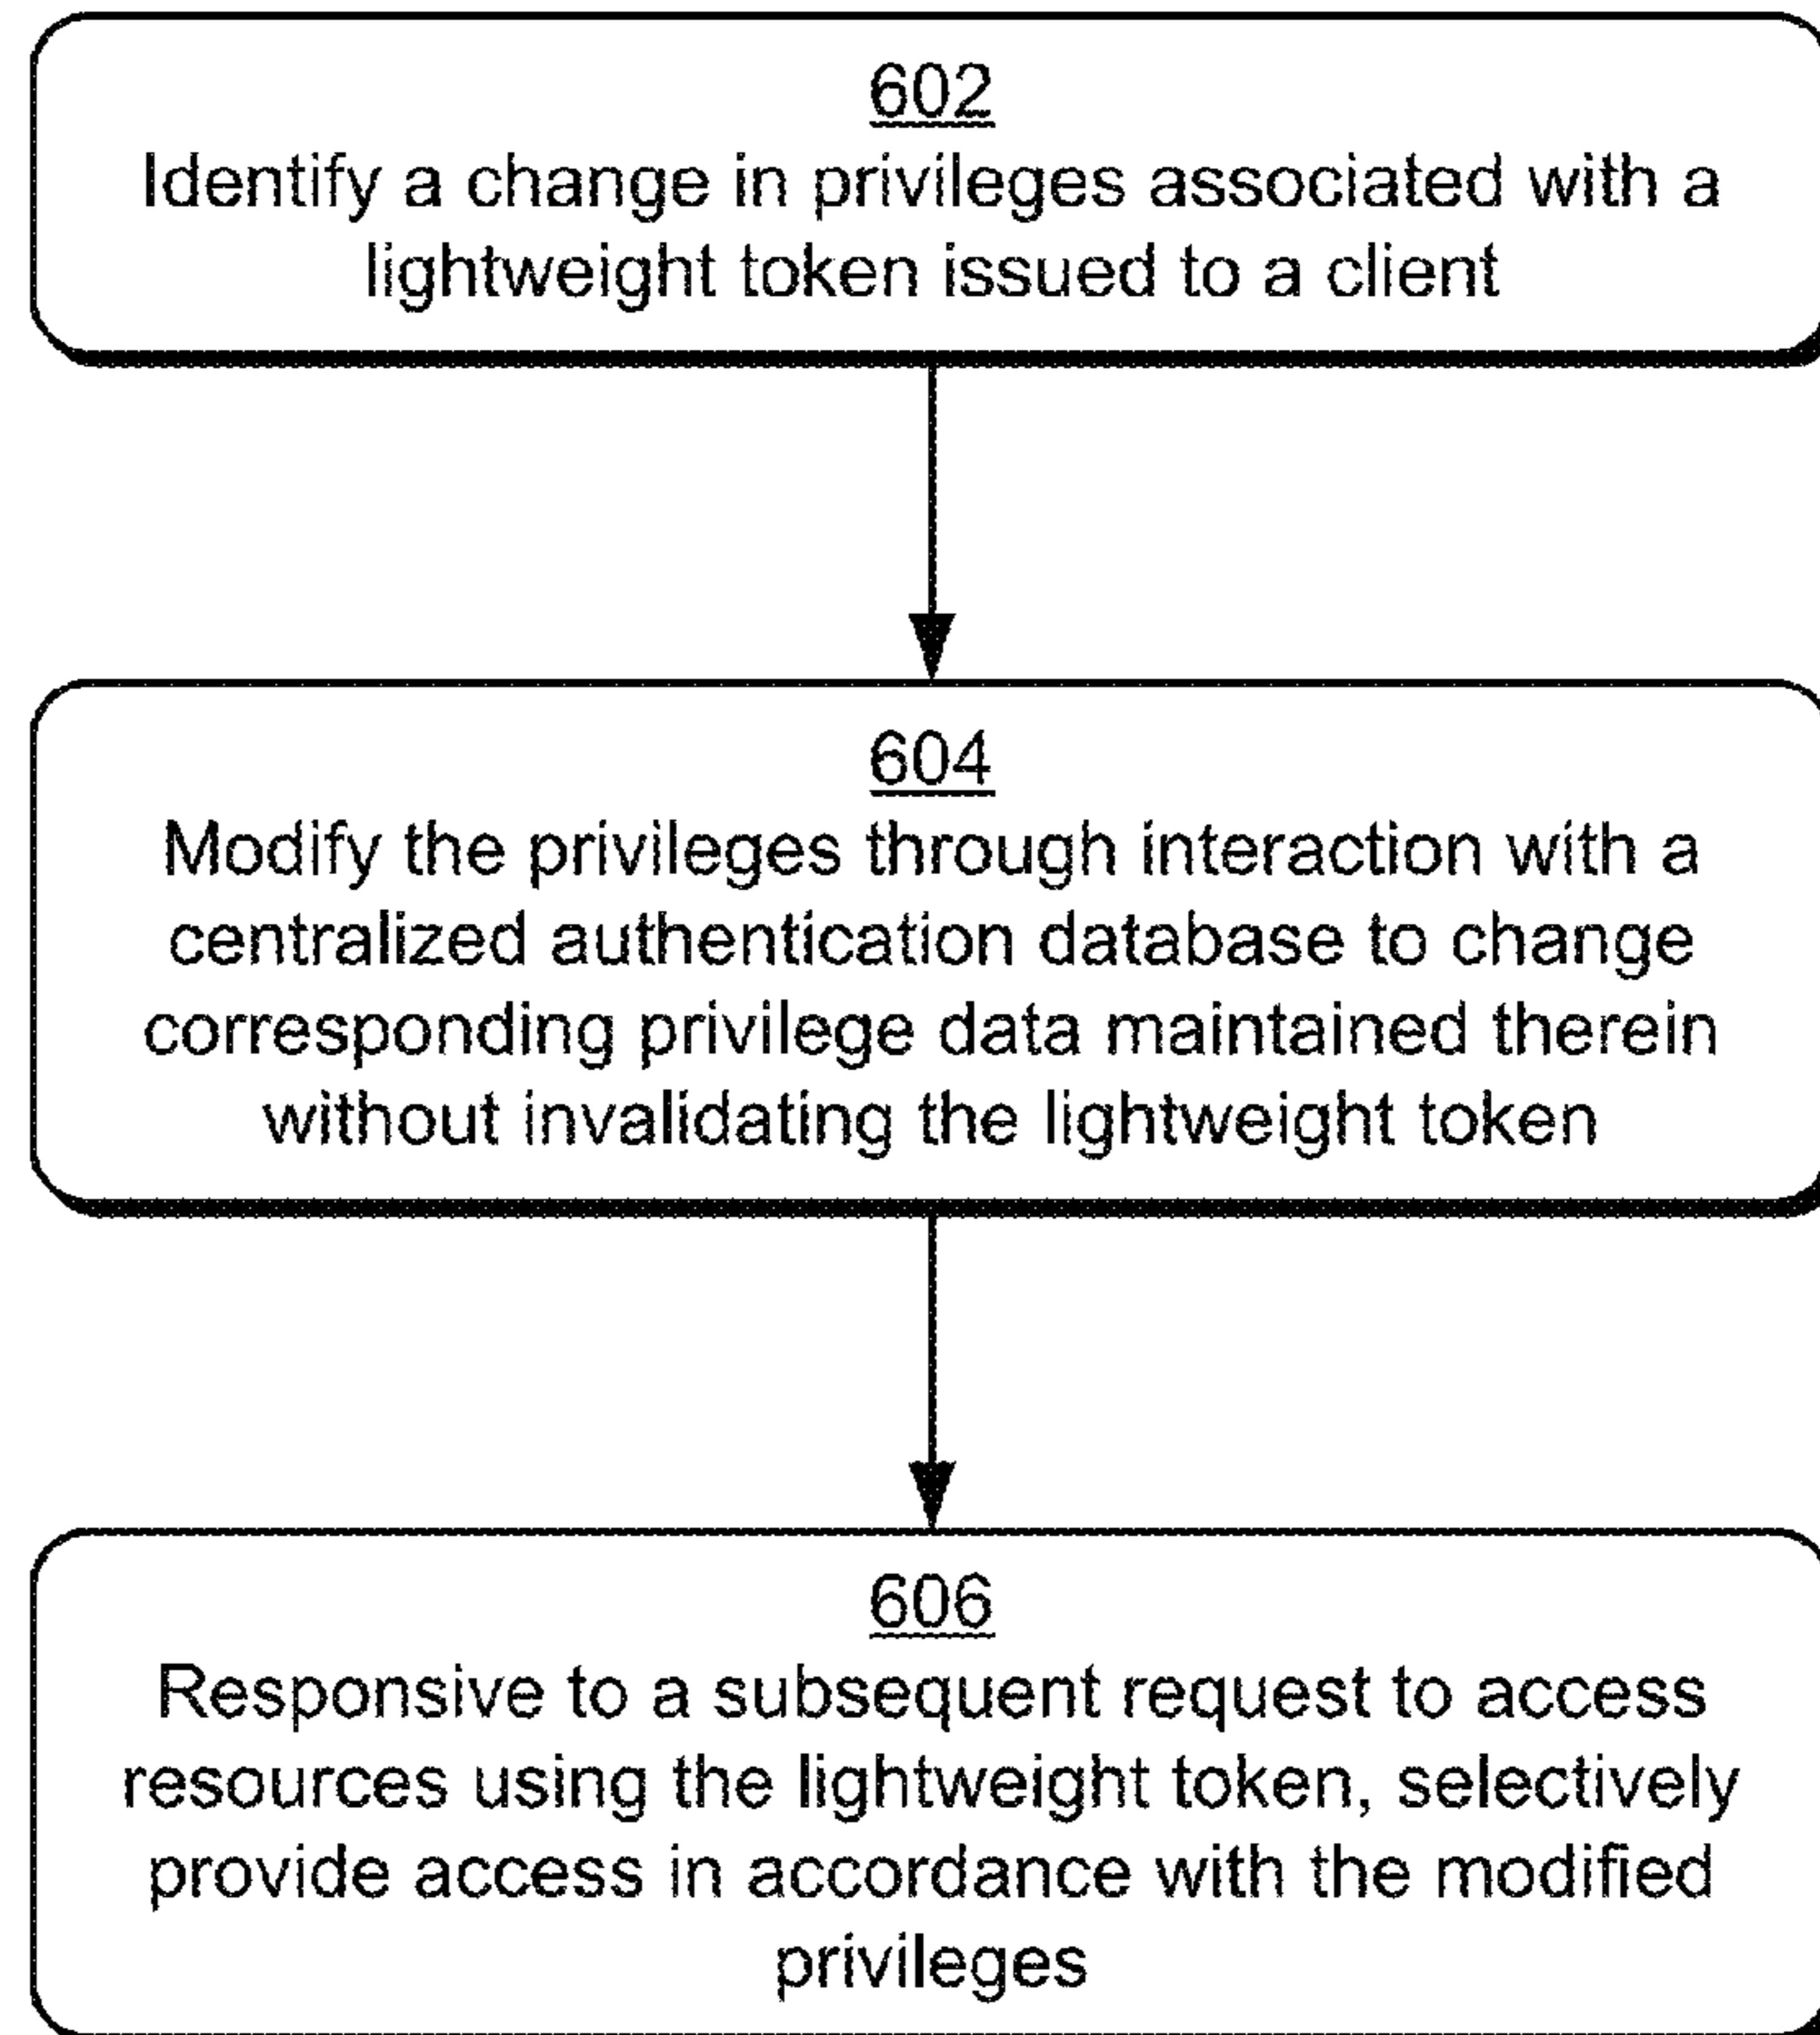 602
Identify a change in privileges associated with a
lightweight token issued to a client
604
Modify the privileges through interaction with a
centralized authentication database to change
corresponding privilege data maintained therein
without invalidating the lightweight token
606
Responsive to a subsequent request to access
resources using the lightweight token, selectively
provide access in accordance with the modified
privileges